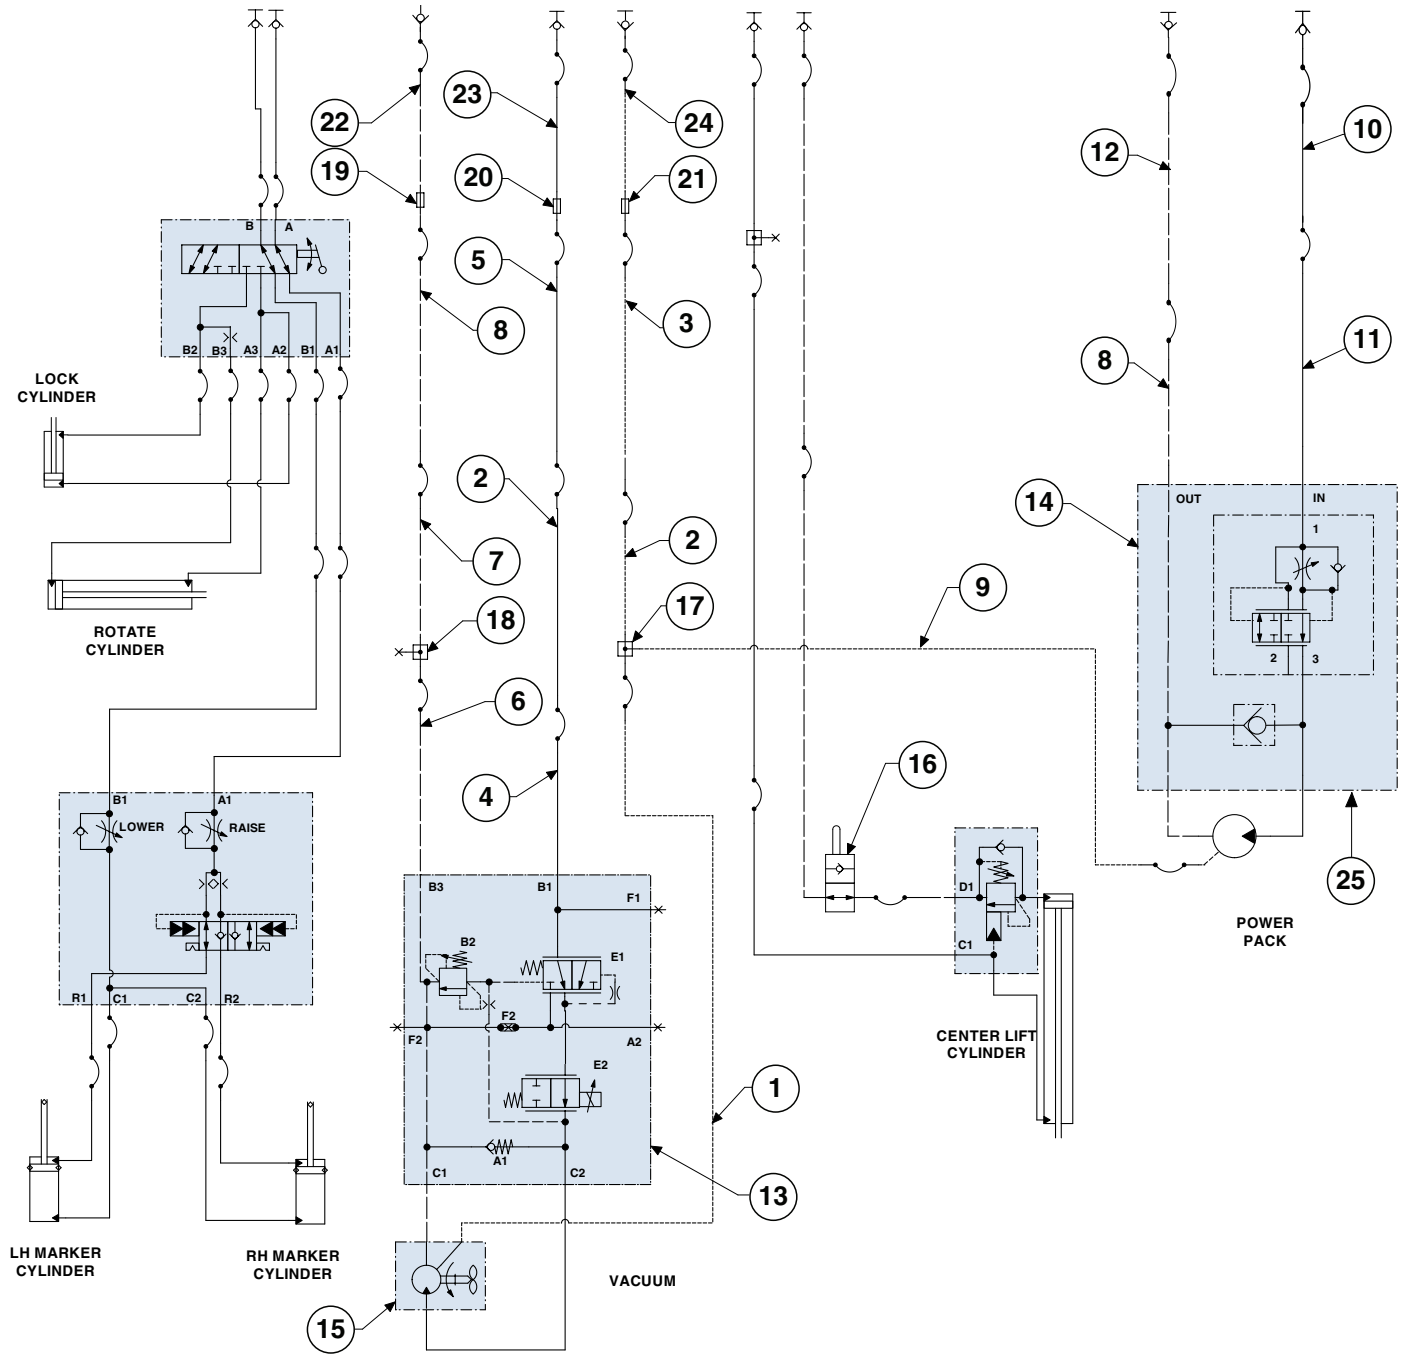 22
23
24
12
10
19
20
21
B
A
5
8
3
11
8
B2
B3
A3
A2
B1
A1
LOCK
CYLINDER
2
14
OUT
IN
1
2
7
9
2
3
ROTATE
CYLINDER
18
17
6
16
4
B1
A1
LOWER
RAISE
R1
C1
C2
R2
B3
B1
F1
D1
C1
25
POWER
PACK
B2
E1
F2
F2
A2
E2
CENTER LIFT
CYLINDER
1
A1
C1
C2
13
LH MARKER
CYLINDER
RH MARKER
CYLINDER
VACUUM
15